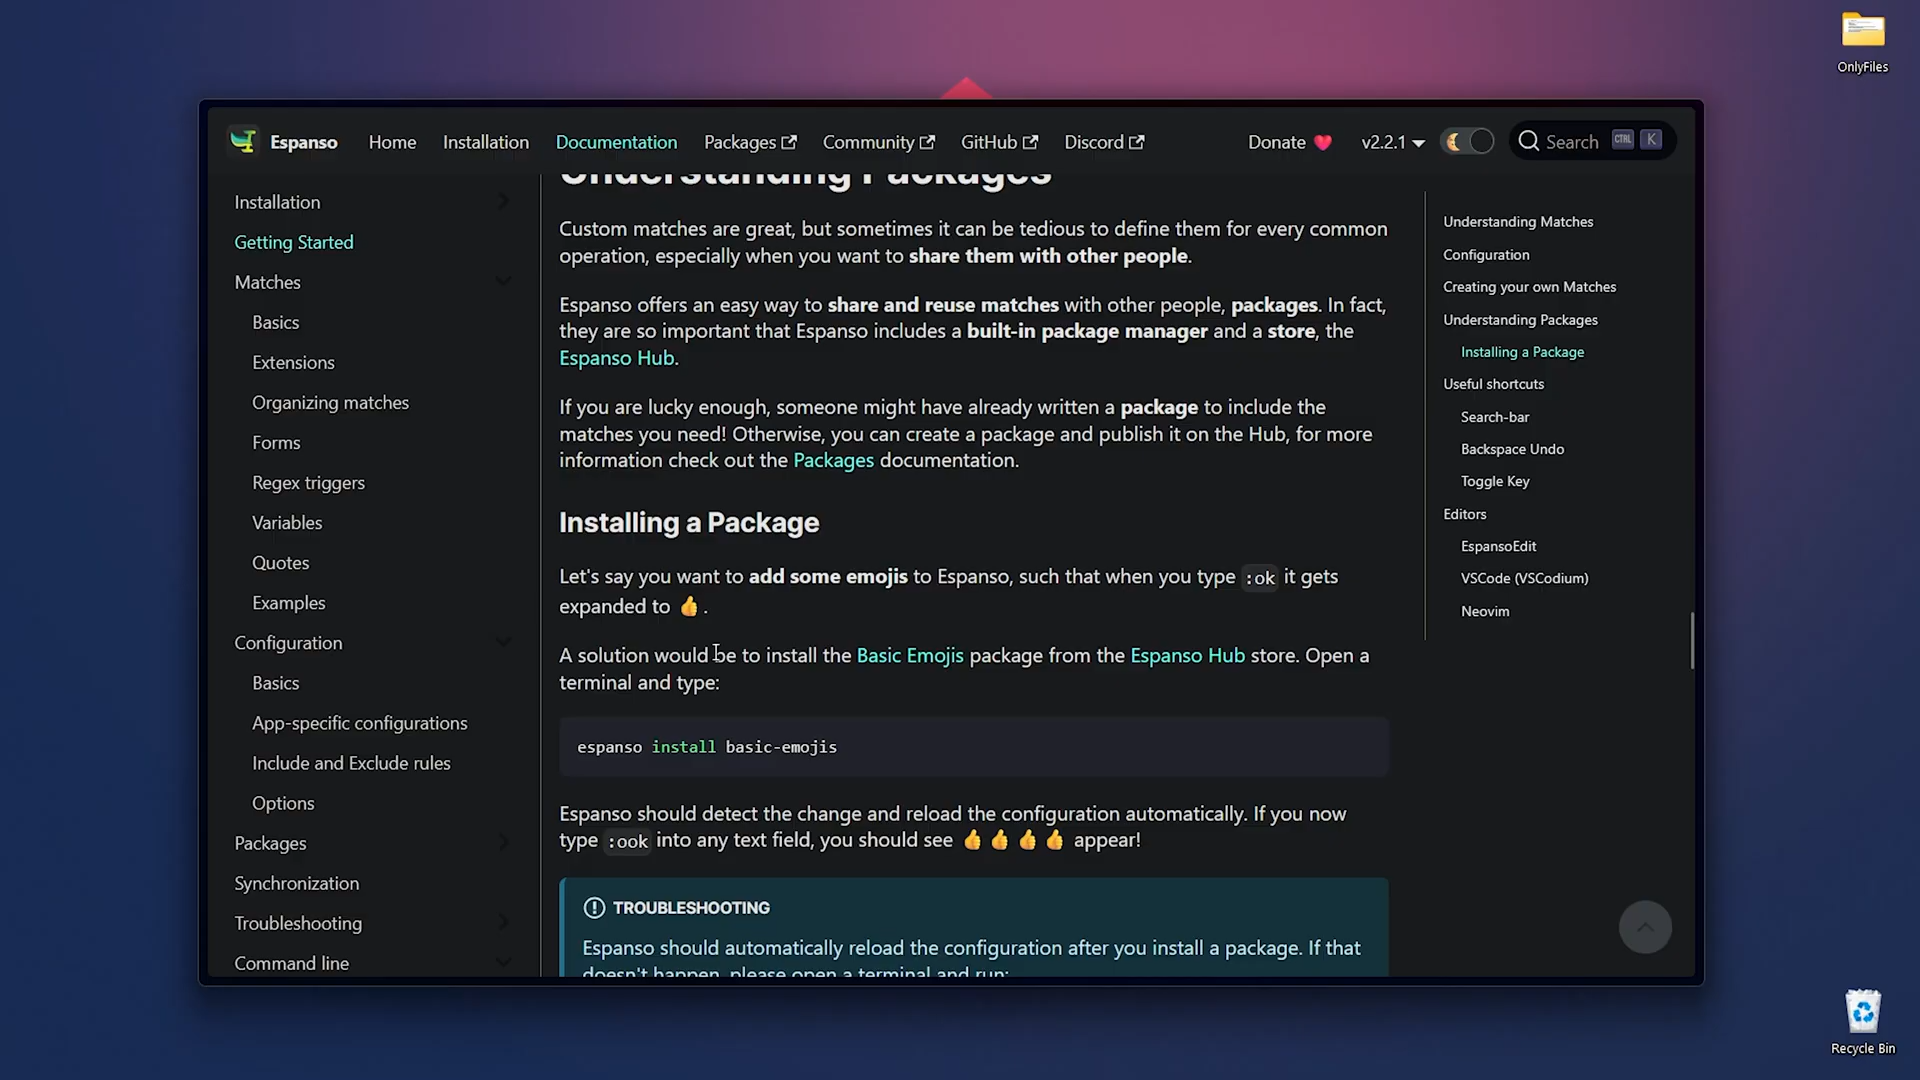 OnlyFiles
Espanso Home Installation Documentation Packages Community GitHub Discord Donate v2.2.1 Search CTRL K
Installation
Getting Started
Matches
Basics
Extensions
Organizing matches
Forms
Regex triggers
Variables
Quotes
Examples
Configuration
Basics
App-specific configurations
Include and Exclude rules
Options
Packages
Synchronization
Troubleshooting
Command line
Understanding Packages
Custom matches are great, but sometimes it can be tedious to define them for every common
operation, especially when you want to share them with other people.
Espanso offers an easy way to share and reuse matches with other people, packages. In fact,
they are so important that Espanso includes a built-in package manager and a store, the
Espanso Hub.
If you are lucky enough, someone might have already written a package to include the
matches you need! Otherwise, you can create a package and publish it on the Hub, for more
information check out the Packages documentation.
Installing a Package
Let's say you want to add some emojis to Espanso, such that when you type :ok it gets
expanded to 👍.
A solution would be to install the Basic Emojis package from the Espanso Hub store. Open a
terminal and type:
espanso install basic-emojis
Espanso should detect the change and reload the configuration automatically. If you now
type :ook into any text field, you should see 👍👍👍👍 appear!
TROUBLESHOOTING
Espanso should automatically reload the configuration after you install a package. If that
doesn't happen, please open a terminal and run:
Understanding Matches
Configuration
Creating your own Matches
Understanding Packages
Installing a Package
Useful shortcuts
Search-bar
Backspace Undo
Toggle Key
Editors
EspansoEdit
VSCode (VSCodium)
Neovim
Recycle Bin